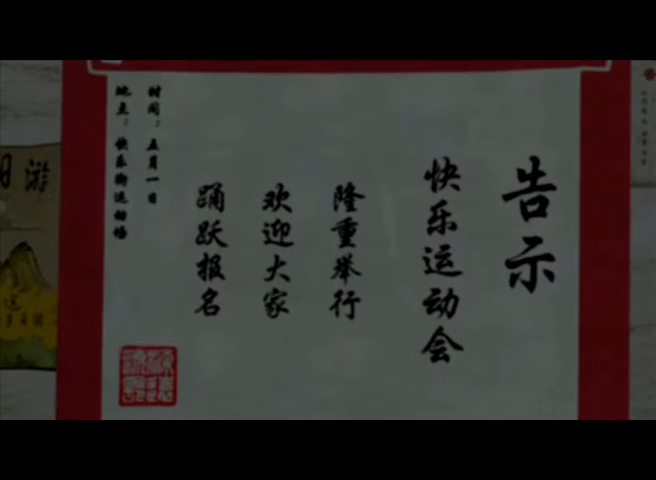 告示
快乐运动会
隆重举行
欢迎大家
踊跃报名
时间：五月一日
地点：快乐街运动场
游